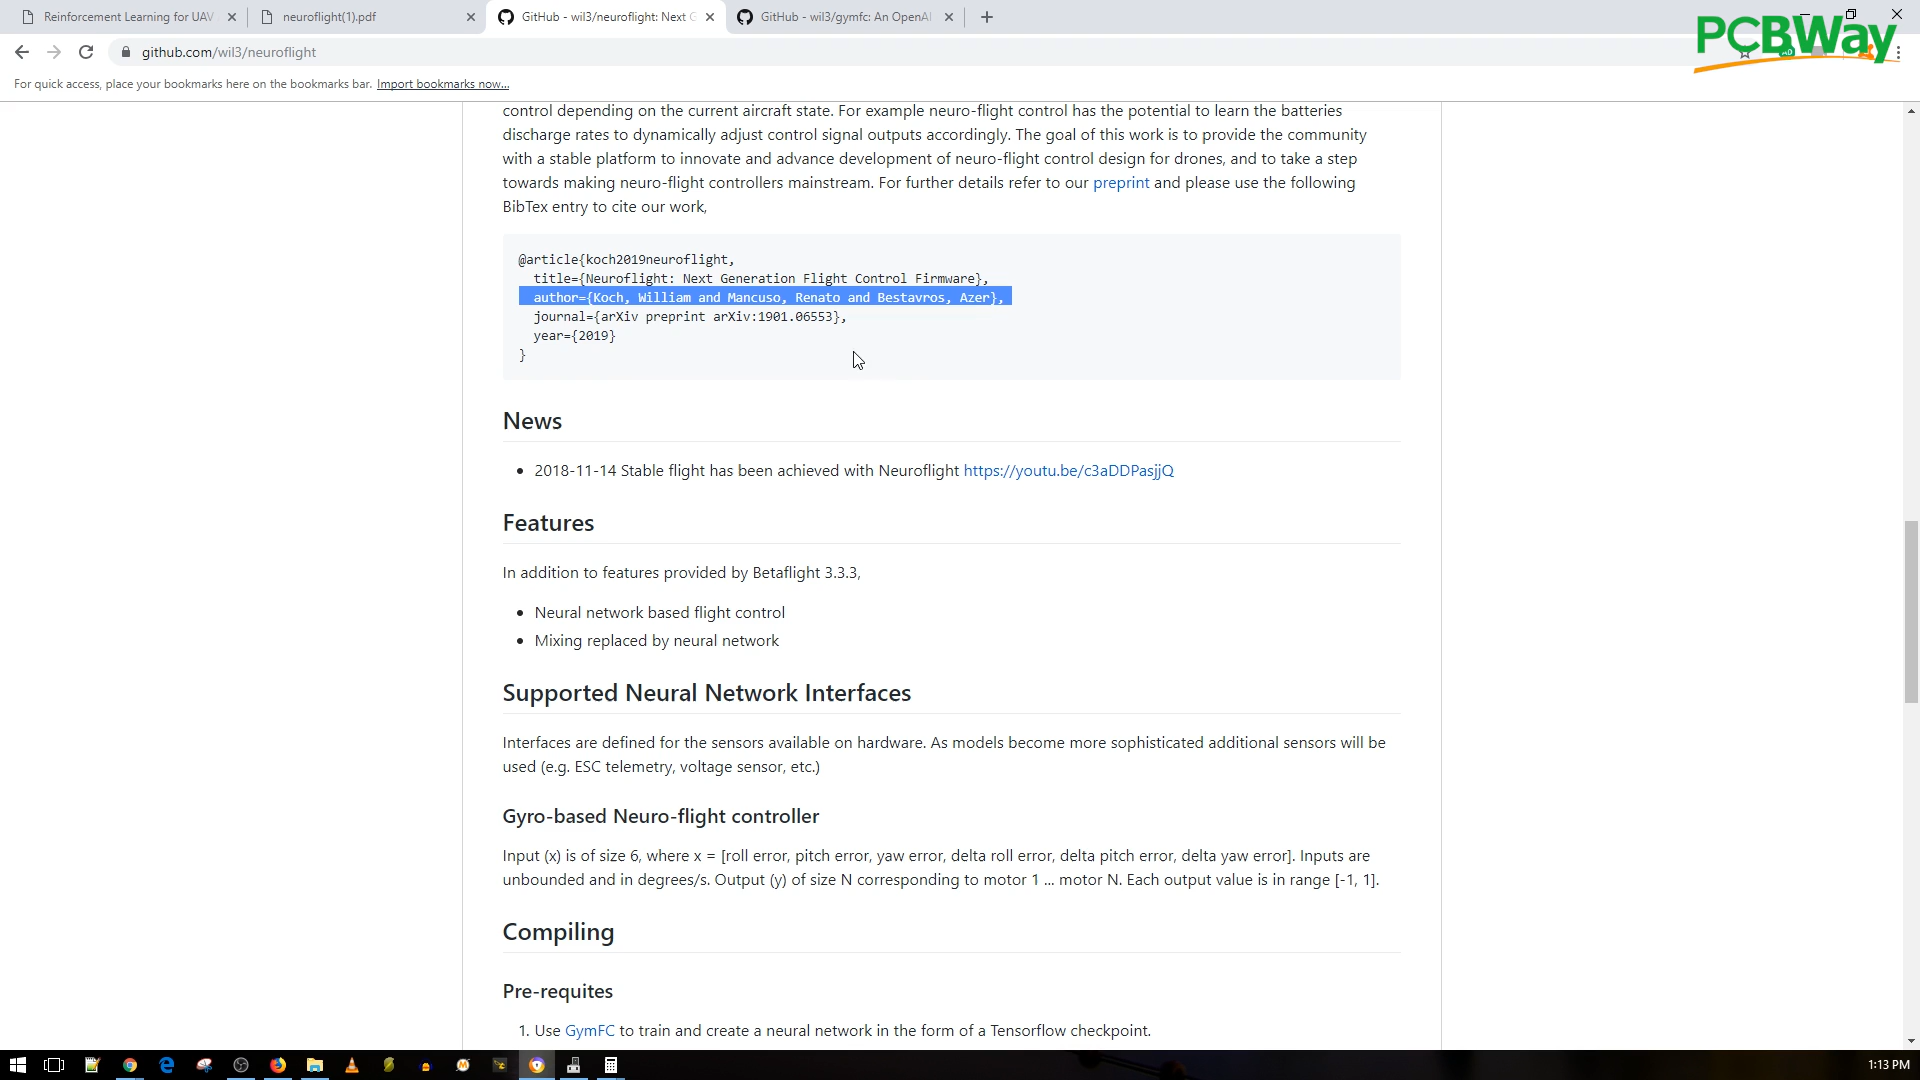 Reinforcement Learning for UAV
neuroflight(1).pdf
GitHub - wil3/neuroflight: Next G
GitHub - wil3/gymfc: An OpenAI
PCBWay
github.com/wil3/neuroflight
For quick access, place your bookmarks here on the bookmarks bar. Import bookmarks now...
control depending on the current aircraft state. For example neuro-flight control has the potential to learn the batteries
discharge rates to dynamically adjust control signal outputs accordingly. The goal of this work is to provide the community
with a stable platform to innovate and advance development of neuro-flight control design for drones, and to take a step
towards making neuro-flight controllers mainstream. For further details refer to our preprint and please use the following
BibTex entry to cite our work,
@article{koch2019neuroflight,
title={Neuroflight: Next Generation Flight Control Firmware},
author={Koch, William and Mancuso, Renato and Bestavros, Azer},
journal={arXiv preprint arXiv:1901.06553},
year={2019}
}
News
• 2018-11-14 Stable flight has been achieved with Neuroflight https://youtu.be/c3aDDPasjjQ
Features
In addition to features provided by Betaflight 3.3.3,
• Neural network based flight control
• Mixing replaced by neural network
Supported Neural Network Interfaces
Interfaces are defined for the sensors available on hardware. As models become more sophisticated additional sensors will be
used (e.g. ESC telemetry, voltage sensor, etc.)
Gyro-based Neuro-flight controller
Input (x) is of size 6, where x = [roll error, pitch error, yaw error, delta roll error, delta pitch error, delta yaw error]. Inputs are
unbounded and in degrees/s. Output (y) of size N corresponding to motor 1 ... motor N. Each output value is in range [-1, 1].
Compiling
Pre-requites
1. Use GymFC to train and create a neural network in the form of a Tensorflow checkpoint.
1:13 PM